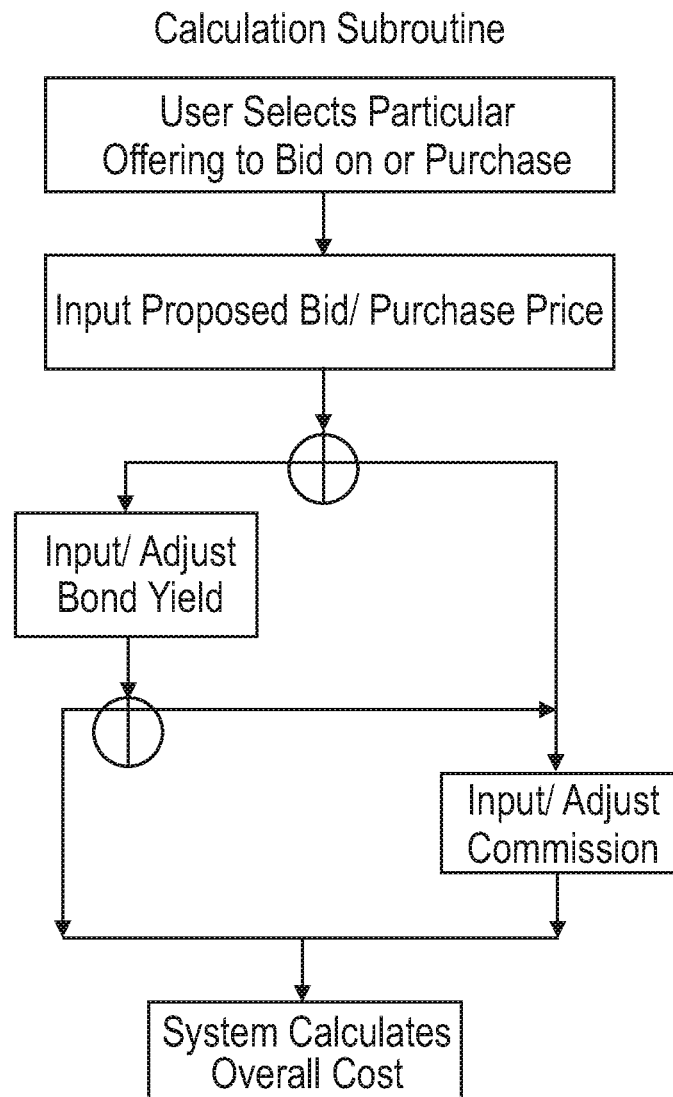 Calculation Subroutine
User Selects Particular
Offering to Bid on or Purchase
Input Proposed Bid/ Purchase Price
Input/ Adjust
Bond Yield
Input/ Adjust
Commission
System Calculates
Overall Cost